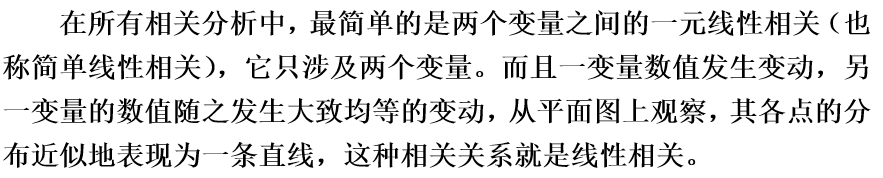 在所有相关分析中，最简单的是两个变量之间的一元线性相关（也
称简单线性相关），它只涉及两个变量。而且一变量数值发生变动，另
一变量的数值随之发生大致均等的变动，从平面图上观察，其各点的分
布近似地表现为一条直线，这种相关关系就是线性相关。